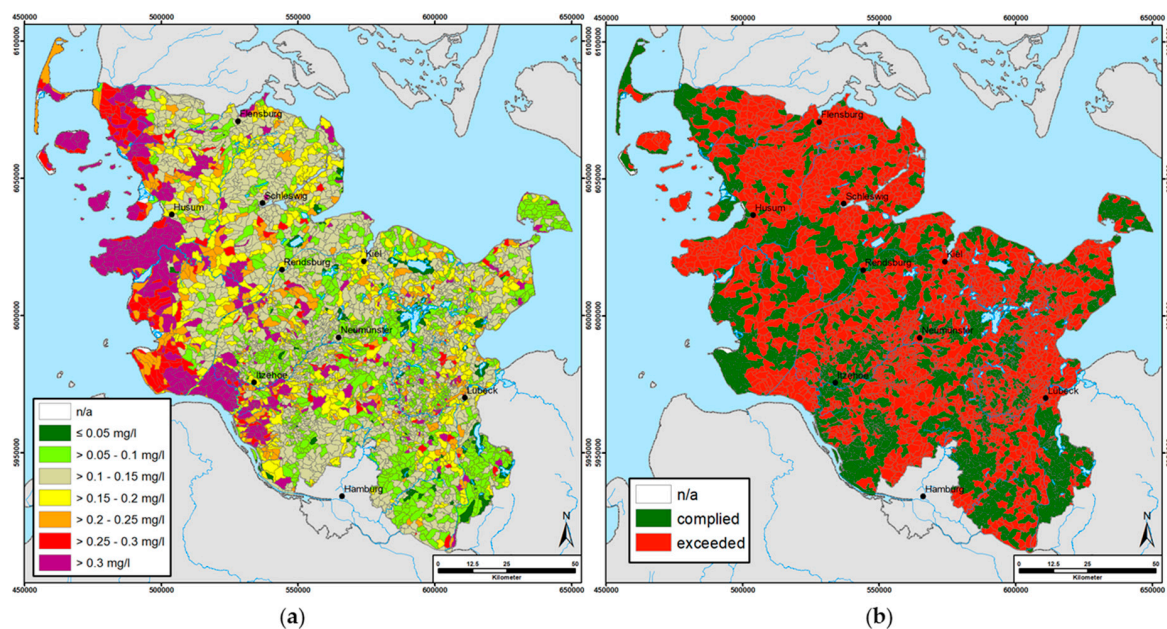 450000 500000 550000 600000 650000
6100000
6050000
6000000
5950000
Flensburg
Schleswig
Husum
Rendsburg
Kiel
Neumünster
Itzehoe
Lübeck
Hamburg
n/a
≤ 0.05 mg/l
> 0.05 - 0.1 mg/l
> 0.1 - 0.15 mg/l
> 0.15 - 0.2 mg/l
> 0.2 - 0.25 mg/l
> 0.25 - 0.3 mg/l
> 0.3 mg/l
N
0 12.5 25 50
Kilometer
450000 500000 550000 600000 650000
(a)
450000 500000 550000 600000 650000
Flensburg
Schleswig
Husum
Rendsburg
Kiel
Neumünster
Itzehoe
Lübeck
Hamburg
n/a
complied
exceeded
N
0 12.5 25 50
Kilometer
6100000
6050000
6000000
5950000
450000 500000 550000 600000 650000
(b)